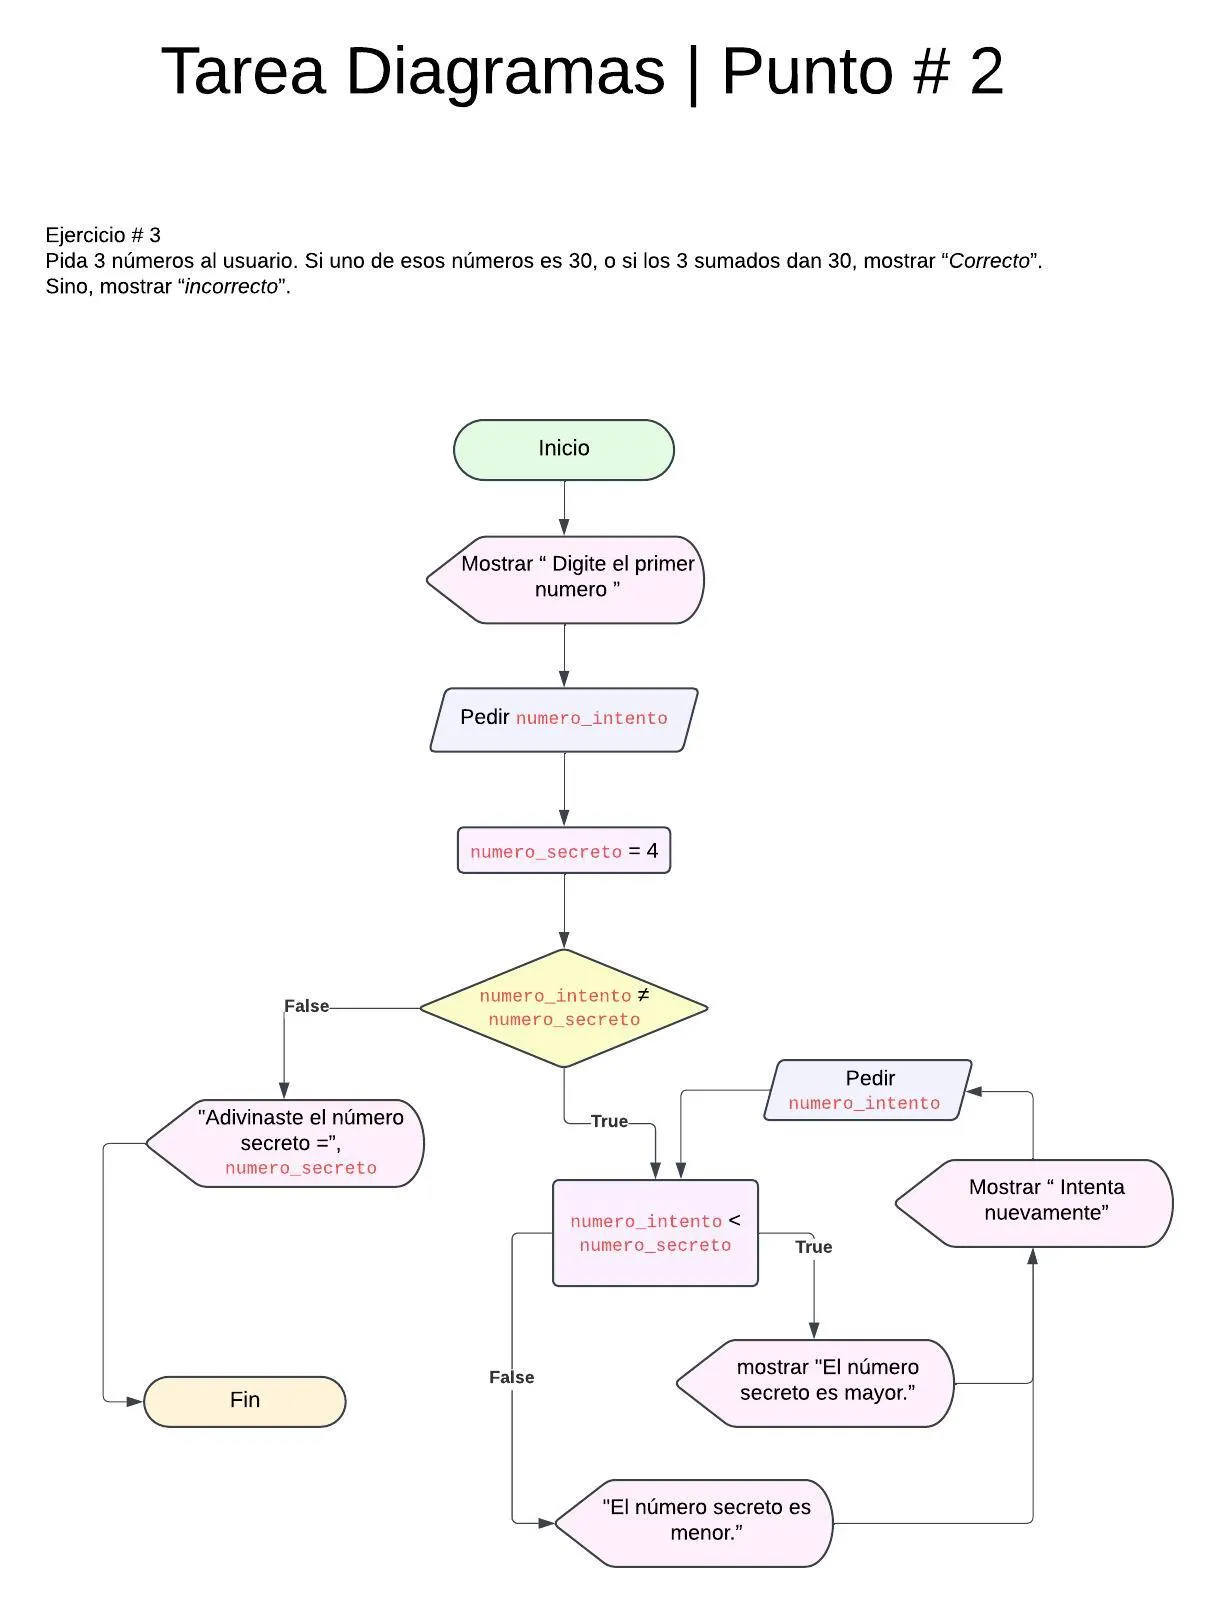 Tarea Diagramas | Punto # 2
Ejercicio # 3
Pida 3 números al usuario. Si uno de esos números es 30, o si los 3 sumados dan 30, mostrar “Correcto”.
Sino, mostrar “incorrecto”.
Inicio
Mostrar “ Digite el primer
numero ”
Pedir numero_intento
numero_secreto = 4
numero_intento ≠
numero_secreto
False
True
"Adivinaste el número
secreto =”,
numero_secreto
Fin
Pedir
numero_intento
Mostrar “ Intenta
nuevamente”
numero_intento <
numero_secreto
True
False
mostrar "El número
secreto es mayor.”
"El número secreto es
menor.”